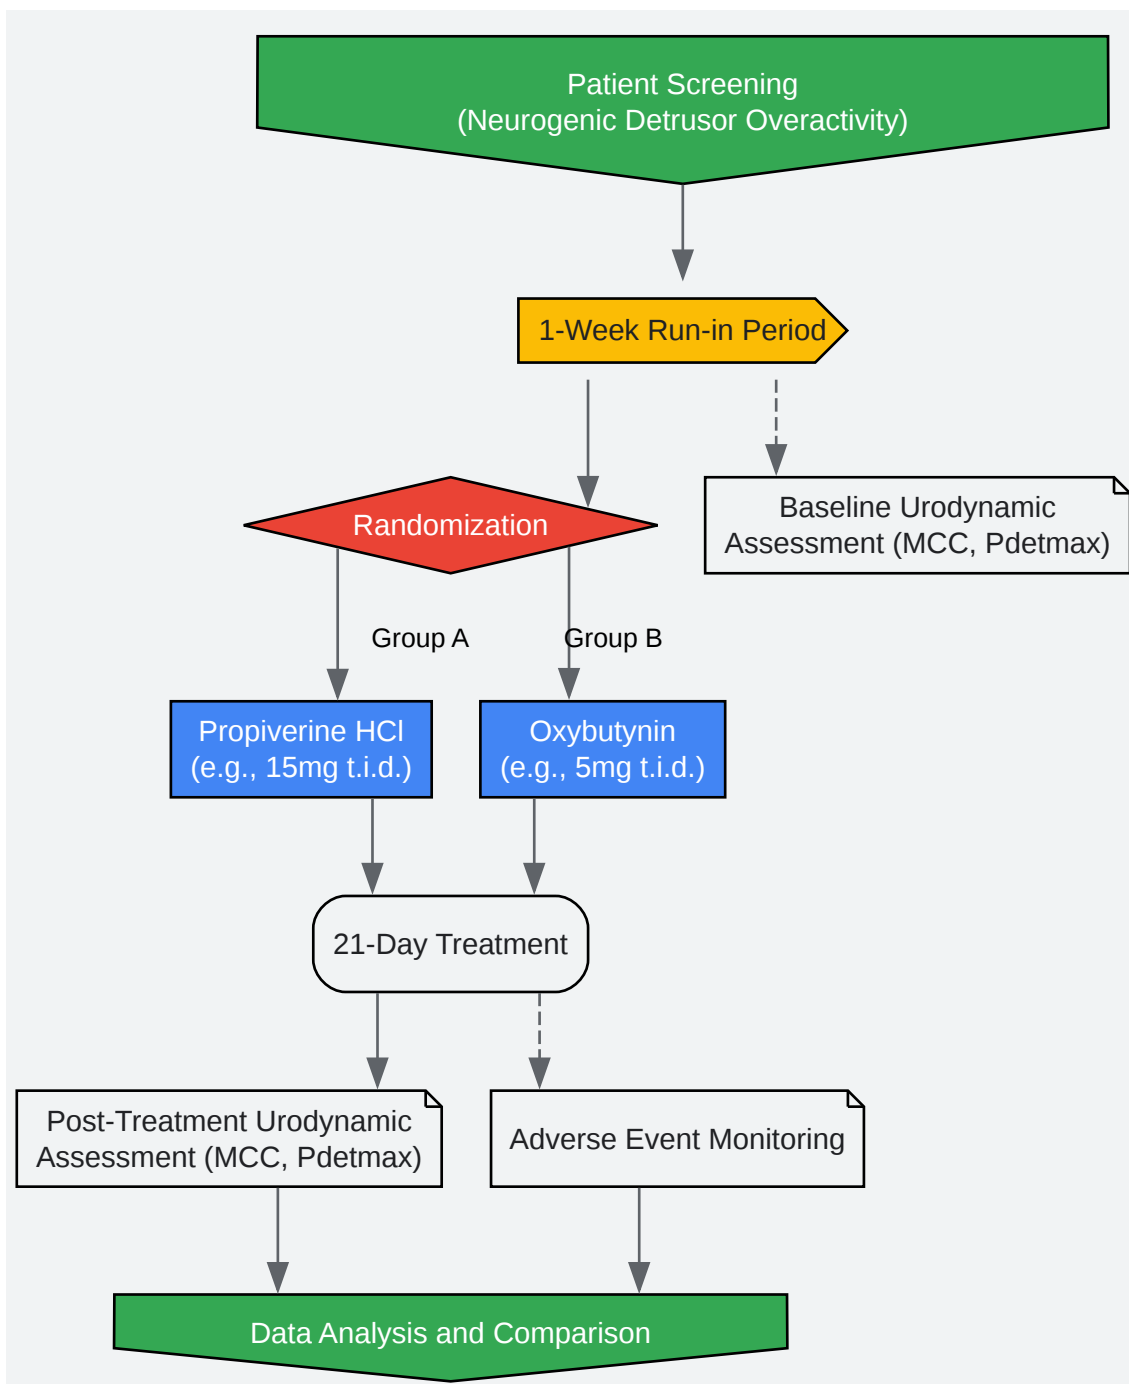 Patient Screening
(Neurogenic Detrusor Overactivity)
1-Week Run-in Period
Randomization
Baseline Urodynamic
Assessment (MCC, Pdetmax)
Group A
Group B
Propiverine HCl
(e.g., 15mg t.i.d.)
Oxybutynin
(e.g., 5mg t.i.d.)
21-Day Treatment
Post-Treatment Urodynamic
Assessment (MCC, Pdetmax)
Adverse Event Monitoring
Data Analysis and Comparison